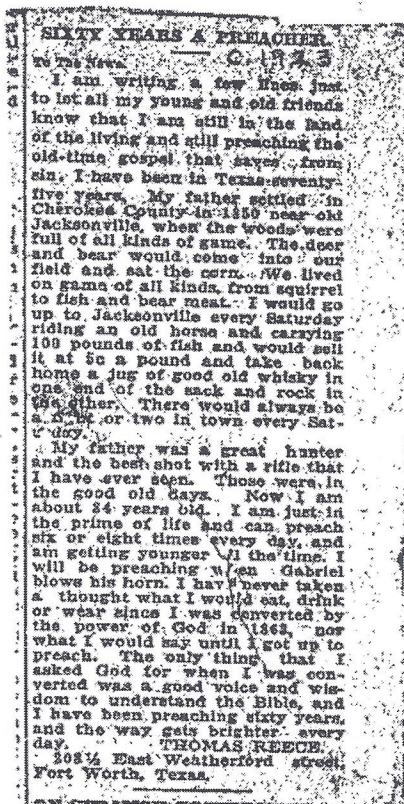 SIXTY YEARS A PREACHER
C. 1925
To The News.
I am writing a few lines just
to let all my young and old friends
know that I am still in the land
of the living and still preaching the
old-time gospel that saves from
sin. I have been in Texas seventy-
five years. My father settled in
Cherokee County in 1850 near old
Jacksonville, when the woods were
full of all kinds of game. The deer
and bear would come into our
field and eat the corn. We lived
on game of all kinds, from squirrel
to fish and bear meat. I would go
up to Jacksonville every Saturday
riding an old horse and carrying
100 pounds of fish and would sell
it at 5c a pound and take back
home a jug of good old whisky in
one end of the sack and rock in
the other. There would always be
a or two in town every Sat-
day.
My father was a great hunter
and the best shot with a rifle that
I have ever seen. Those were in
the good old days. Now I am
about 84 years old. I am just in
the prime of life and can preach
six or eight times every day, and
am getting younger all the time. I
will be preaching when Gabriel
blows his horn. I have never taken
a thought what I would eat, drink
or wear since I was converted by
the power of God in 1863, nor
what I would say until I got up to
preach. The only thing that I
asked God for when I was con-
verted was a good voice and wis-
dom to understand the Bible, and
I have been preaching sixty years,
and the way gets brighter every
day. THOMAS REECE.
308½ East Weatherford street,
Fort Worth, Texas.